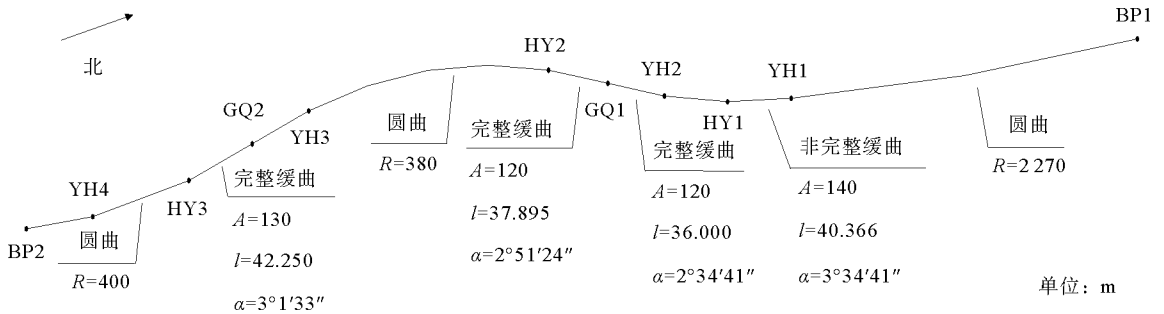 BP1
北
HY2
YH2
YH1
GQ2
GQ1
HY1
YH3
圆曲
R=380
完整缓曲
A=120
l=37.895
α=2°51′24″
完整缓曲
A=120
l=36.000
α=2°34′41″
非完整缓曲
A=140
l=40.366
α=3°34′41″
圆曲
R=2 270
YH4
HY3
完整缓曲
A=130
l=42.250
α=3°1′33″
BP2
圆曲
R=400
单位：m